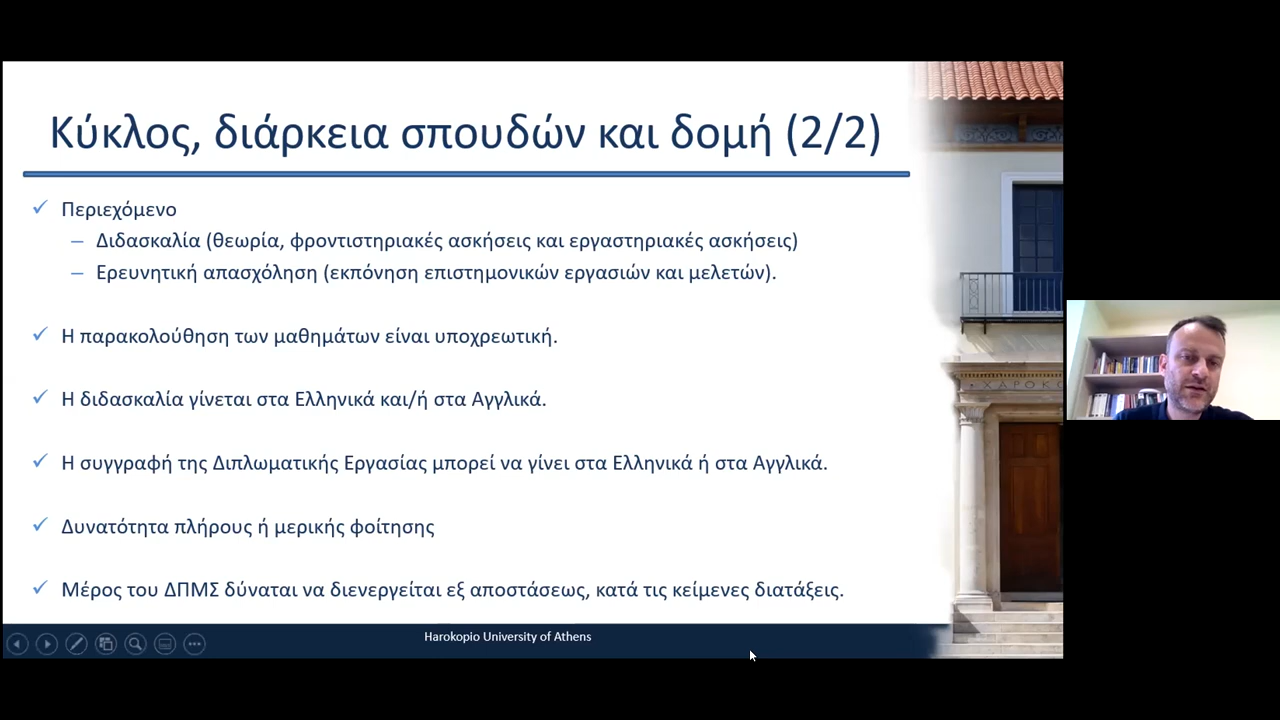 Κύκλος, διάρκεια σπουδών και δομή (2/2)
✓ Περιεχόμενο
– Διδασκαλία (θεωρία, φροντιστηριακές ασκήσεις και εργαστηριακές ασκήσεις)
– Ερευνητική απασχόληση (εκπόνηση επιστημονικών εργασιών και μελετών).
✓ Η παρακολούθηση των μαθημάτων είναι υποχρεωτική.
✓ Η διδασκαλία γίνεται στα Ελληνικά και/ή στα Αγγλικά.
✓ Η συγγραφή της Διπλωματικής Εργασίας μπορεί να γίνει στα Ελληνικά ή στα Αγγλικά.
✓ Δυνατότητα πλήρους ή μερικής φοίτησης
✓ Μέρος του ΔΠΜΣ δύναται να διενεργείται εξ αποστάσεως, κατά τις κείμενες διατάξεις.
Harokopio University of Athens
ΧΑΡΟΚΟ